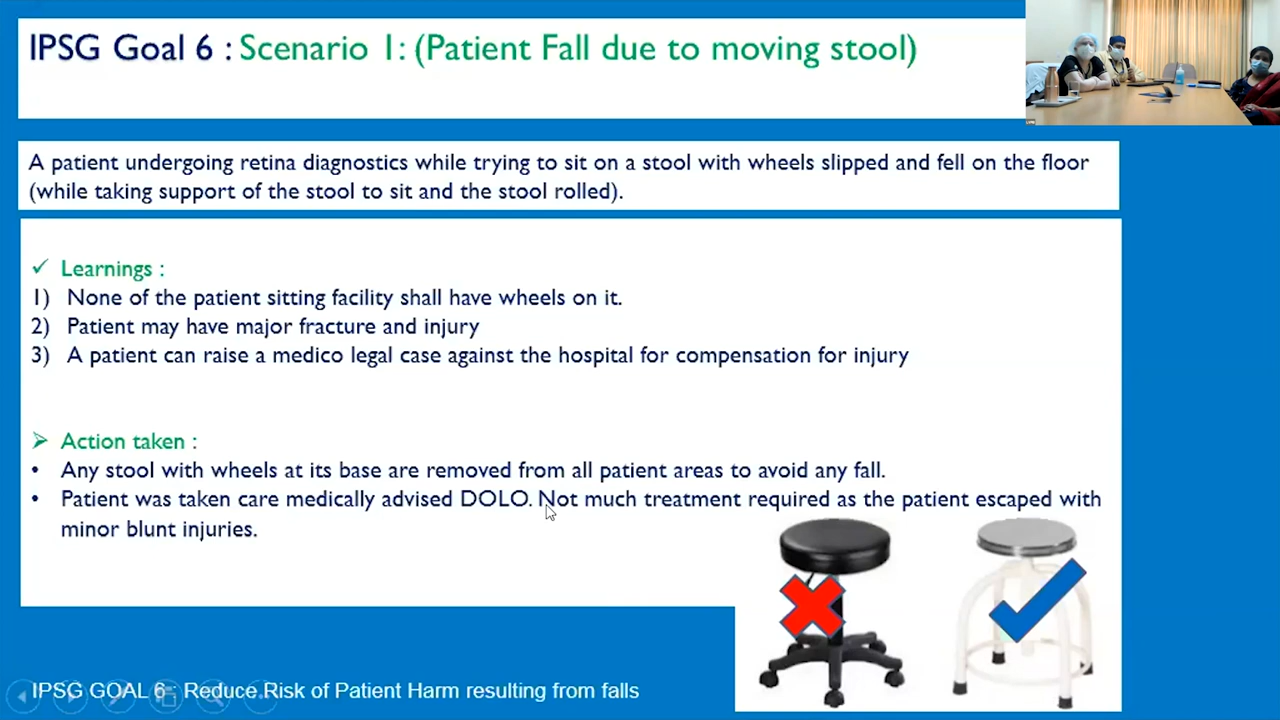 IPSG Goal 6 : Scenario 1: (Patient Fall due to moving stool)
A patient undergoing retina diagnostics while trying to sit on a stool with wheels slipped and fell on the floor
(while taking support of the stool to sit and the stool rolled).
✓ Learnings :
1) None of the patient sitting facility shall have wheels on it.
2) Patient may have major fracture and injury
3) A patient can raise a medico legal case against the hospital for compensation for injury
➢ Action taken :
• Any stool with wheels at its base are removed from all patient areas to avoid any fall.
• Patient was taken care medically advised DOLO. Not much treatment required as the patient escaped with
minor blunt injuries.
IPSG GOAL 6 : Reduce Risk of Patient Harm resulting from falls